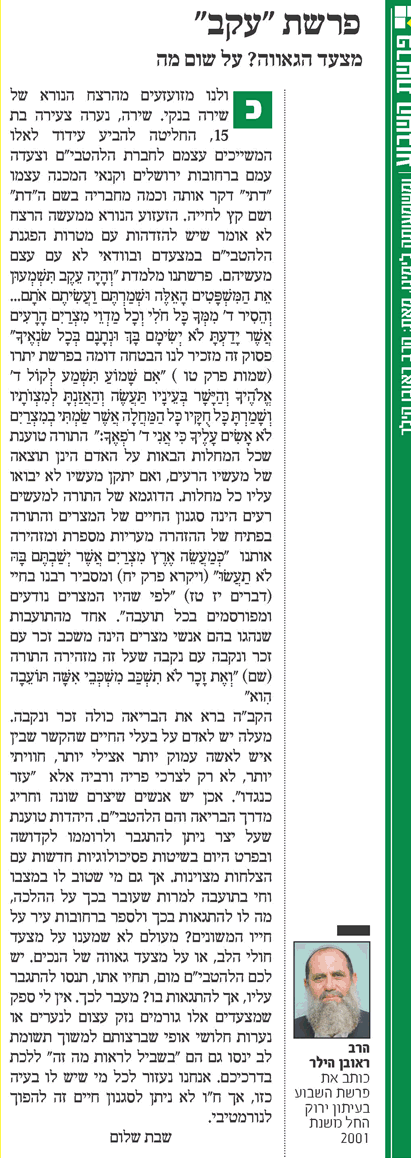 פרשת השבוע ומשמעותה לימינו. מאת: הרב ראובן הילר
פרשת "עקב"
מצעד הגאווה? על שום מה
כולנו מזועזעים מהרצח הנורא של
שירה בנקי. שירה, נערה צעירה בת
15, החליטה להביע עידוד לאלו
המשייכים עצמם לחברת הלהטבי"ם וצעדה
עמם ברחובות ירושלים וקנאי המכנה עצמו
"דתי" דקר אותה וכמה מחבריה בשם ה"דת"
ושם קץ לחייה. הזעזוע הנורא ממעשה הרצח
לא אומר שיש להזדהות עם מטרות הפגנת
הלהטבי"ם במצעדם ובוודאי לא עם עצם
מעשיהם. פרשתנו מלמדת "וְהָיָה עֵקֶב תִּשְׁמְעוּן
אֵת הַמִּשְׁפָּטִים הָאֵלֶּה וּשְׁמַרְתֶּם וַעֲשִׂיתֶם אֹתָם...
וְהֵסִיר ד' מִמְּךָ כָּל חֹלִי וְכָל מַדְוֵי מִצְרַיִם הָרָעִים
אֲשֶׁר יָדַעְתָּ לֹא יְשִׂימָם בָּךְ וּנְתָנָם בְּכָל שֹׂנְאֶיךָ"
פסוק זה מזכיר לנו הבטחה דומה בפרשת יתרו
(שמות פרק טו ) "אִם שָׁמוֹעַ תִּשְׁמַע לְקוֹל ד'
אֱלֹהֶיךָ וְהַיָּשָׁר בְּעֵינָיו תַּעֲשֶׂה וְהַאֲזַנְתָּ לְמִצְוֹתָיו
וְשָׁמַרְתָּ כָּל חֻקָּיו כָּל הַמַּחֲלָה אֲשֶׁר שַׂמְתִּי בְמִצְרַיִם
לֹא אָשִׂים עָלֶיךָ כִּי אֲנִי ד' רֹפְאֶךָ:" התורה טוענת
שכל המחלות הבאות על האדם הינן תוצאה
של מעשיו הרעים, ואם יתקן מעשיו לא יבואו
עליו כל מחלות. הדוגמא של התורה למעשים
רעים הינה סגנון החיים של המצרים והתורה
בפתיח של ההזהרה מעריות מספרת ומזהירה
אותנו "כְּמַעֲשֵׂה אֶרֶץ מִצְרַיִם אֲשֶׁר יְשַׁבְתֶּם בָּהּ
לֹא תַעֲשׂוּ" (ויקרא פרק יח) ומסביר רבנו בחיי
(דברים יז טז) "לפי שהיו המצרים נודעים
ומפורסמים בכל תועבה". אחד מהתועבות
שנהגו בהם אנשי מצרים הינה משכב זכר עם
זכר ונקבה עם נקבה שעל זה מזהירה התורה
(שם) "וְאֶת זָכָר לֹא תִשְׁכַּב מִשְׁכְּבֵי אִשָּׁה תּוֹעֵבָה
הִוא"
הקב"ה ברא את הבריאה כולה זכר ונקבה.
מעלה יש לאדם על בעלי החיים שהקשר שבין
איש לאשה עמוק יותר אצילי יותר, חוויתי
יותר, לא רק לצרכי פריה ורביה אלא "עזר
כנגדו". אכן יש אנשים שיצרם שונה וחריג
מדרך הבריאה והם הלהטבי"ם. היהדות טוענת
שעל יצר ניתן להתגבר ולרוממו לקדושה
ובפרט היום בשיטות פסיכולוגיות חדשות עם
הצלחות מצוינות. אך גם מי שטוב לו במצבו
וחי בתועבה למרות שעובר בכך על ההלכה,
מה לו להתגאות בכך ולספר ברחובות עיר על
חייו המשונים? מעולם לא שמענו על מצעד
חולי הלב, או על מצעד גאווה של הנכים. יש
לכם הלהטבי"ם מום, תחיו אתו, תנסו להתגבר
עליו, אך להתגאות בו? מעבר לכך. אין לי ספק
שמצעדים אלו גורמים נזק עצום לנערים או
נערות חלושי אופי שברצותם למשוך תשומת
לב ינסו גם הם "בשביל לראות מה זה" ללכת
בדרכיכם. אנחנו נעזור לכל מי שיש לו בעיה
כזו, אך ח"ו לא ניתן לסגנון חיים זה להפוך
לנורמטיבי.
שבת שלום
הרב
ראובן הילר
כותב את
פרשת השבוע
בעיתון ירוק
החל משנת
2001